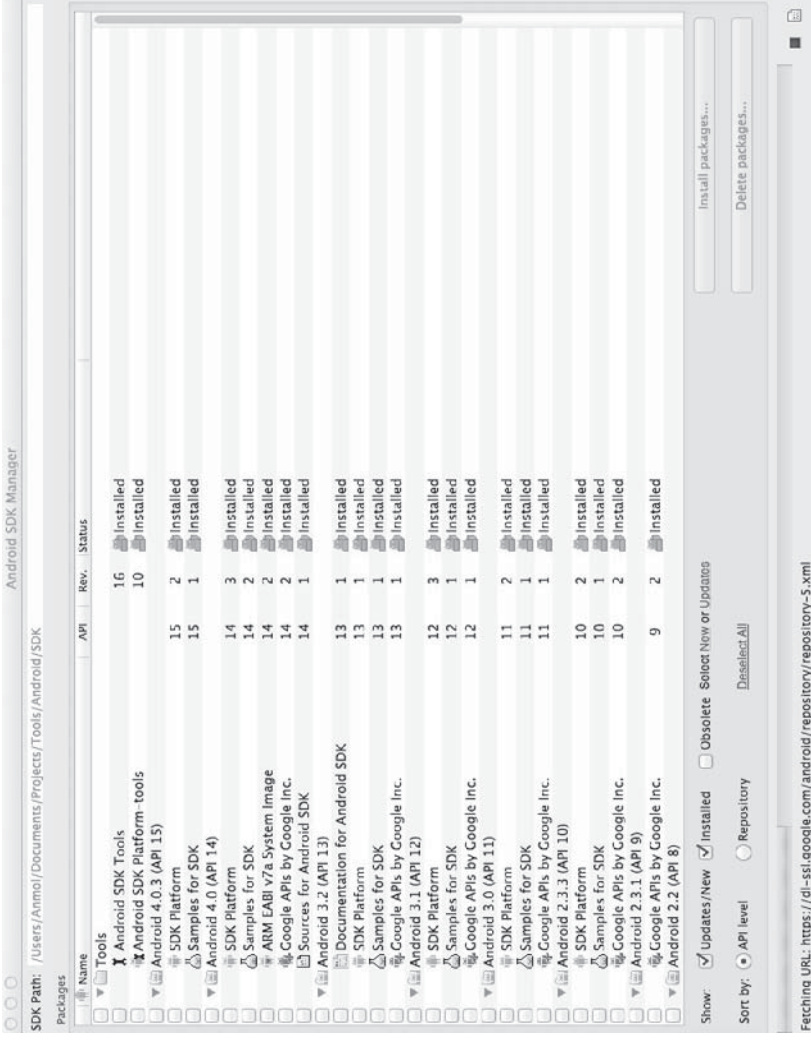 Android SDK Manager
SDK Path: /Users/Anmol/Documents/Projects/Tools/Android/SDK
Packages
Name API Rev. Status
Tools
Android SDK Tools 16 Installed
Android SDK Platform-tools 10 Installed
Android 4.0.3 (API 15)
SDK Platform 15 2 Installed
Samples for SDK 15 1 Installed
Android 4.0 (API 14)
SDK Platform 14 3 Installed
Samples for SDK 14 2 Installed
ARM EABI v7a System Image 14 2 Installed
Google APIs by Google Inc. 14 2 Installed
Sources for Android SDK 14 1 Installed
Android 3.2 (API 13)
Documentation for Android SDK 13 1 Installed
SDK Platform 13 1 Installed
Samples for SDK 13 1 Installed
Google APIs by Google Inc. 13 1 Installed
Android 3.1 (API 12)
SDK Platform 12 3 Installed
Samples for SDK 12 1 Installed
Google APIs by Google Inc. 12 1 Installed
Android 3.0 (API 11)
SDK Platform 11 2 Installed
Samples for SDK 11 1 Installed
Google APIs by Google Inc. 11 1 Installed
Android 2.3.3 (API 10)
SDK Platform 10 2 Installed
Samples for SDK 10 1 Installed
Google APIs by Google Inc. 10 2 Installed
Android 2.3.1 (API 9)
Google APIs by Google Inc. 9 2 Installed
Android 2.2 (API 8)
Show: Updates/New Installed Obsolete Select New or Updates Install packages...
Sort by: API level Repository Deselect All Delete packages...
Fetching URL: https://dl-ssl.google.com/android/repository/repository-5.xml